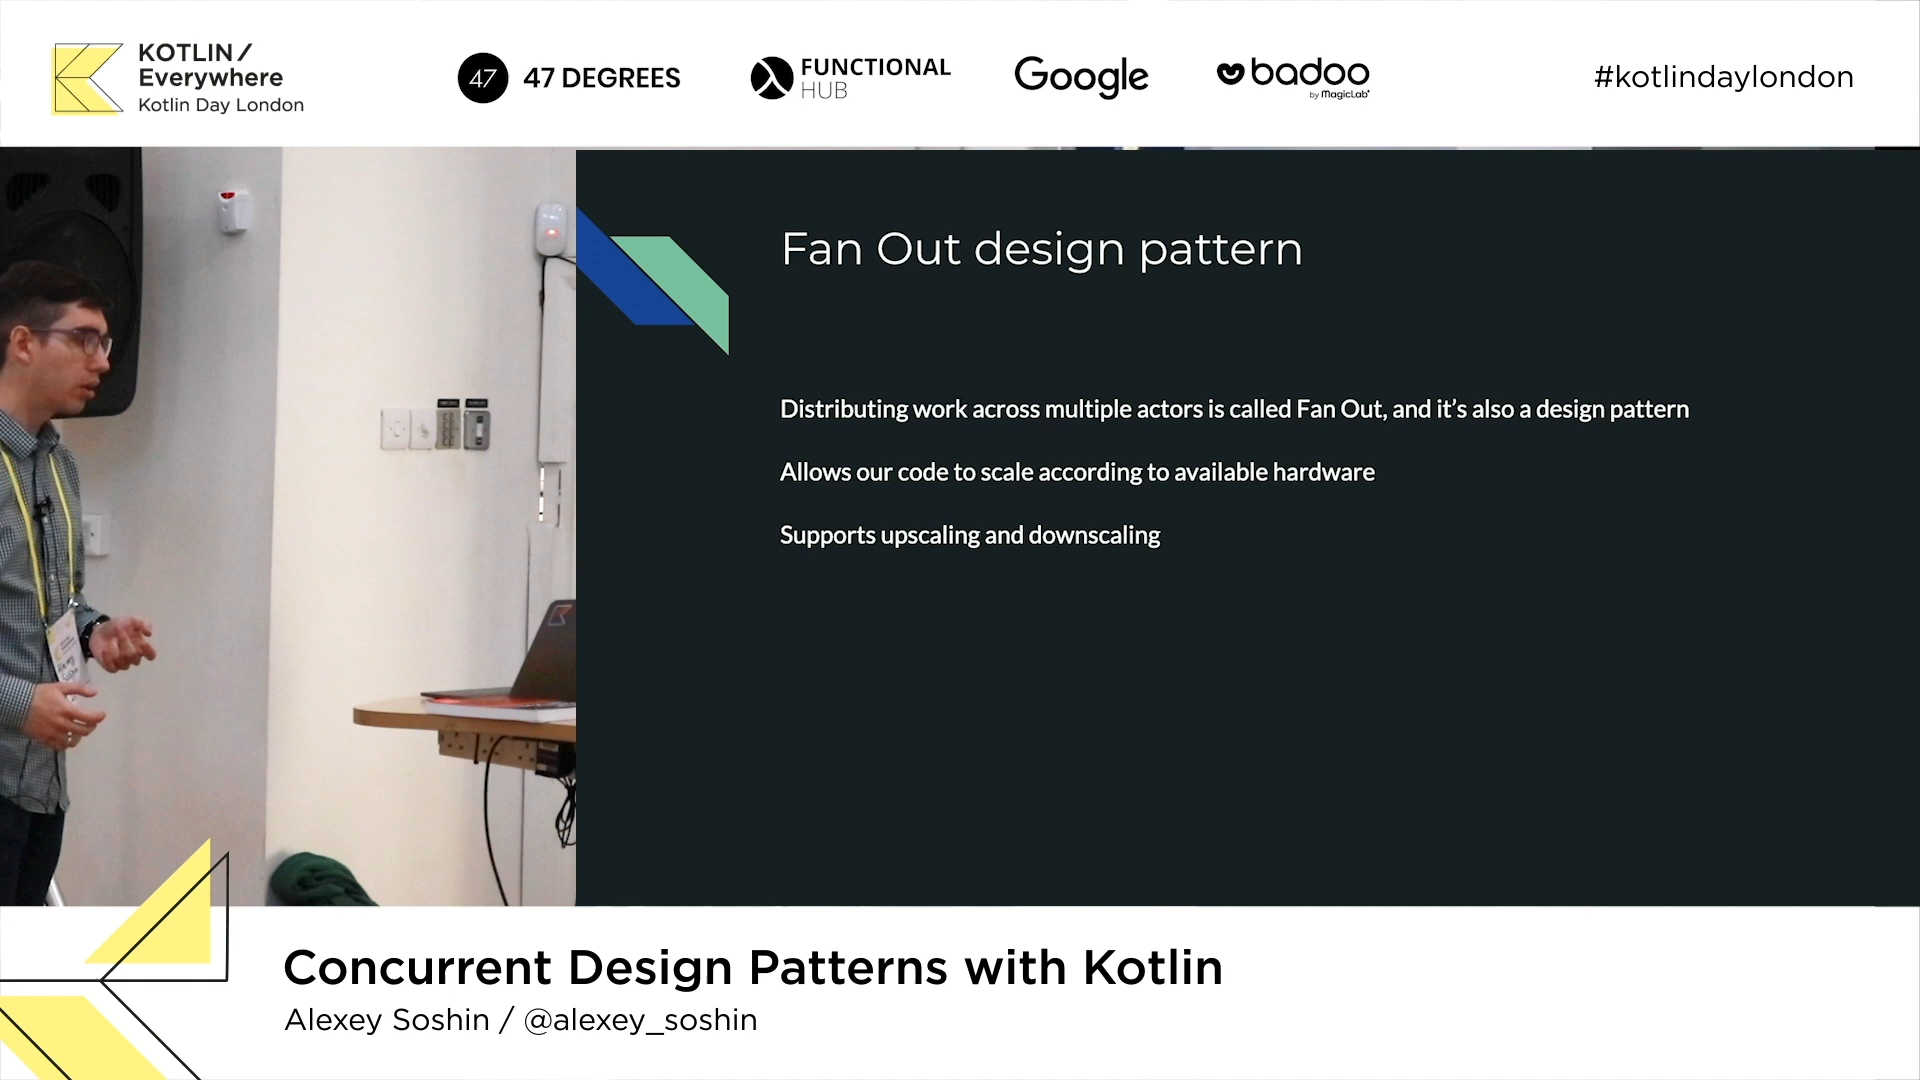 KOTLIN /
Everywhere
Kotlin Day London
47 47 DEGREES
FUNCTIONAL
HUB
Google
badoo
by MagicLab
#kotlindaylondon
Fan Out design pattern
Distributing work across multiple actors is called Fan Out, and it’s also a design pattern
Allows our code to scale according to available hardware
Supports upscaling and downscaling
Concurrent Design Patterns with Kotlin
Alexey Soshin / @alexey_soshin